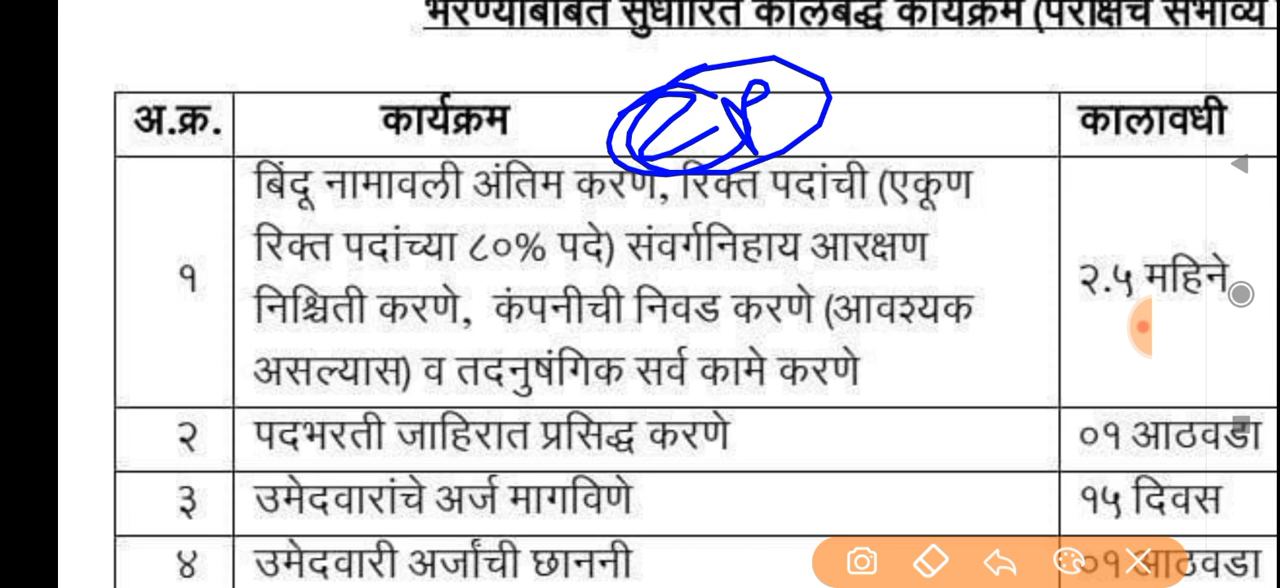 भरण्याबाबत सुधारित कालबद्ध कार्यक्रम (परीक्षेचे संभाव्य
अ.क्र. कार्यक्रम कालावधी
१ बिंदू नामावली अंतिम करणे, रिक्त पदांची (एकूण
रिक्त पदांच्या ८०% पदे) संवर्गनिहाय आरक्षण
निश्चिती करणे, कंपनीची निवड करणे (आवश्यक
असल्यास) व तदनुषंगिक सर्व कामे करणे
२.५ महिने
२ पदभरती जाहिरात प्रसिद्ध करणे ०१ आठवडा
३ उमेदवारांचे अर्ज मागविणे १५ दिवस
४ उमेदवारी अर्जांची छाननी ०१ आठवडा